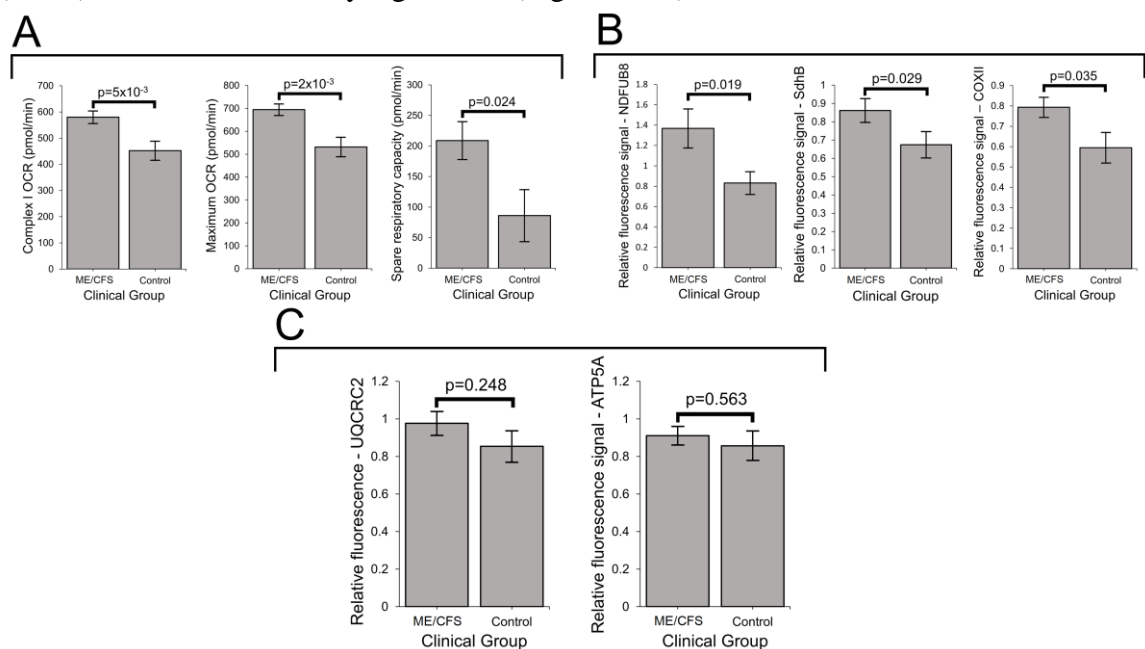 A
p=5x10⁻³
Complex I OCR (pmol/min)
700
600
500
400
300
200
100
0
ME/CFS Control
Clinical Group
p=2x10⁻³
Maximum OCR (pmol/min)
800
700
600
500
400
300
200
100
0
ME/CFS Control
Clinical Group
p=0.024
Spare respiratory capacity (pmol/min)
300
250
200
150
100
50
0
ME/CFS Control
Clinical Group
B
p=0.019
Relative fluorescence signal - NDFUB8
1.8
1.6
1.4
1.2
1
0.8
0.6
0.4
0.2
0
ME/CFS Control
Clinical Group
p=0.029
Relative fluorescence signal – SdhB
1
0.9
0.8
0.7
0.6
0.5
0.4
0.3
0.2
0.1
0
ME/CFS Control
Clinical Group
p=0.035
Relative fluorescence signal – COXII
0.9
0.8
0.7
0.6
0.5
0.4
0.3
0.2
0.1
0
ME/CFS Control
Clinical Group
C
p=0.248
Relative fluorescence - UQCRC2
1.2
1
0.8
0.6
0.4
0.2
0
ME/CFS Control
Clinical Group
p=0.563
Relative fluorescence signal - ATP5A
1.2
1
0.8
0.6
0.4
0.2
0
ME/CFS Control
Clinical Group